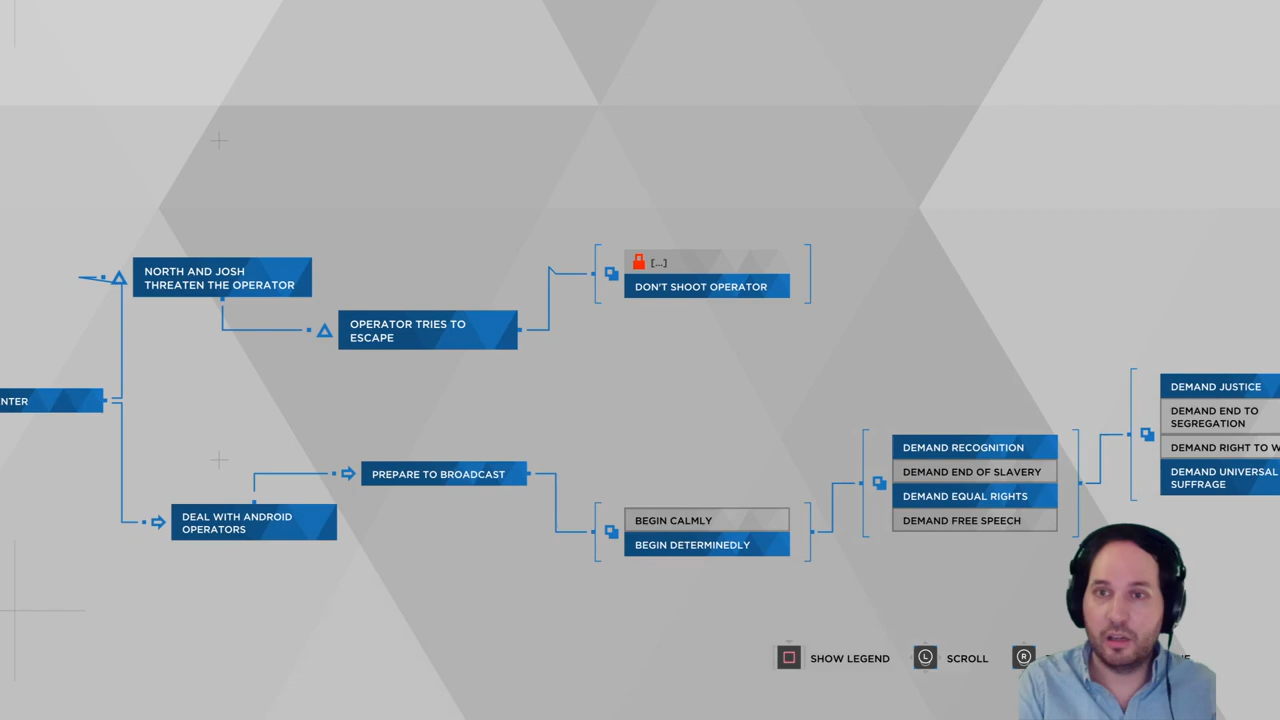 NORTH AND JOSH
THREATEN THE OPERATOR
OPERATOR TRIES TO
ESCAPE
[...]
DON'T SHOOT OPERATOR
NTER
DEAL WITH ANDROID
OPERATORS
PREPARE TO BROADCAST
BEGIN CALMLY
BEGIN DETERMINEDLY
DEMAND RECOGNITION
DEMAND END OF SLAVERY
DEMAND EQUAL RIGHTS
DEMAND FREE SPEECH
DEMAND JUSTICE
DEMAND END TO
SEGREGATION
DEMAND RIGHT TO W
DEMAND UNIVERSAL
SUFFRAGE
SHOW LEGEND
L
SCROLL
R